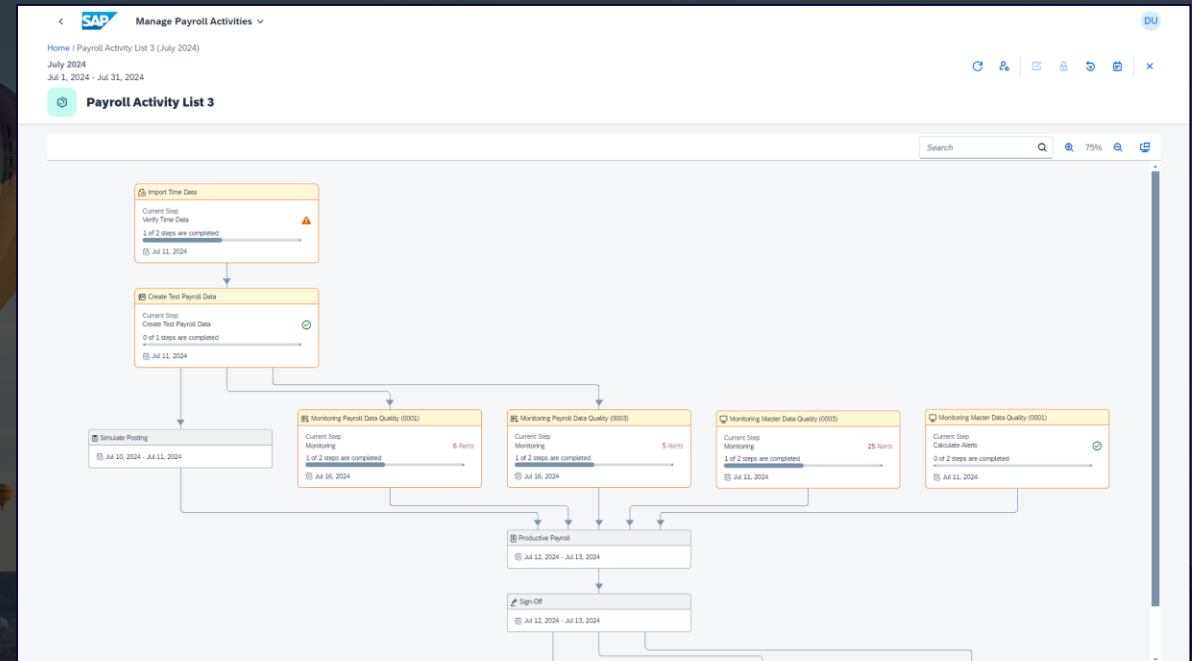 SAP
Manage Payroll Activities
DU
Home / Payroll Activity List 3 (July 2024)
July 2024
Jul 1, 2024 - Jul 31, 2024
Payroll Activity List 3
Search
75%
Import Time Data
Current Step
Verify Time Data
1 of 2 steps are completed
Jul 11, 2024
Create Test Payroll Data
Current Step
Create Test Payroll Data
0 of 1 steps are completed
Jul 11, 2024
Simulate Posting
Jul 10, 2024 - Jul 11, 2024
Monitoring Payroll Data Quality (0001)
Current Step
Monitoring
6 Alerts
1 of 2 steps are completed
Jul 16, 2024
Monitoring Payroll Data Quality (0003)
Current Step
Monitoring
5 Alerts
1 of 2 steps are completed
Jul 16, 2024
Monitoring Master Data Quality (0003)
Current Step
Monitoring
25 Alerts
1 of 2 steps are completed
Jul 11, 2024
Monitoring Master Data Quality (0001)
Current Step
Calculate Alerts
0 of 2 steps are completed
Jul 11, 2024
Productive Payroll
Jul 12, 2024 - Jul 13, 2024
Sign-Off
Jul 12, 2024 - Jul 13, 2024